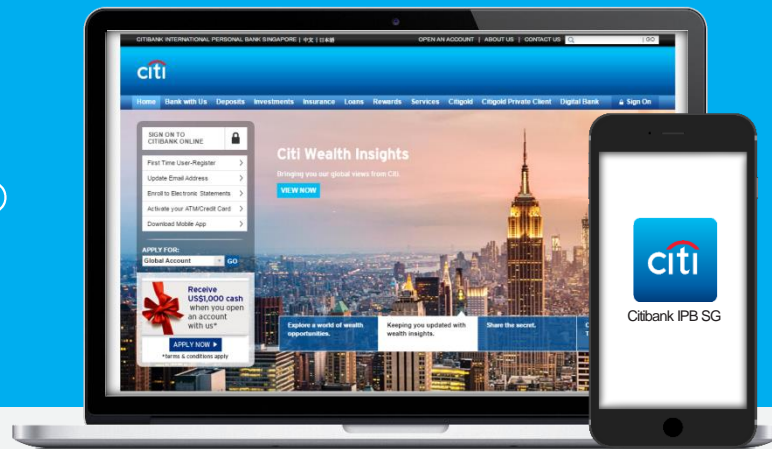 CITIBANK INTERNATIONAL PERSONAL BANK SINGAPORE | 中文 | 日本語
OPEN AN ACCOUNT | ABOUT US | CONTACT US
GO
citi
Home Bank with Us Deposits Investments Insurance Loans Rewards Services Citigold Citigold Private Client Digital Bank Sign On
SIGN ON TO
CITIBANK ONLINE
First Time User-Register
Update Email Address
Enroll to Electronic Statements
Activate your ATM/Credit Card
Download Mobile App
APPLY FOR:
Global Account
GO
Receive
US$1,000 cash
when you open
an account
with us*
APPLY NOW
*terms & conditions apply
Citi Wealth Insights
Bringing you our global views from Citi.
VIEW NOW
Explore a world of wealth
opportunities.
Keeping you updated with
wealth insights.
Share the secret.
citi
Citibank IPB SG